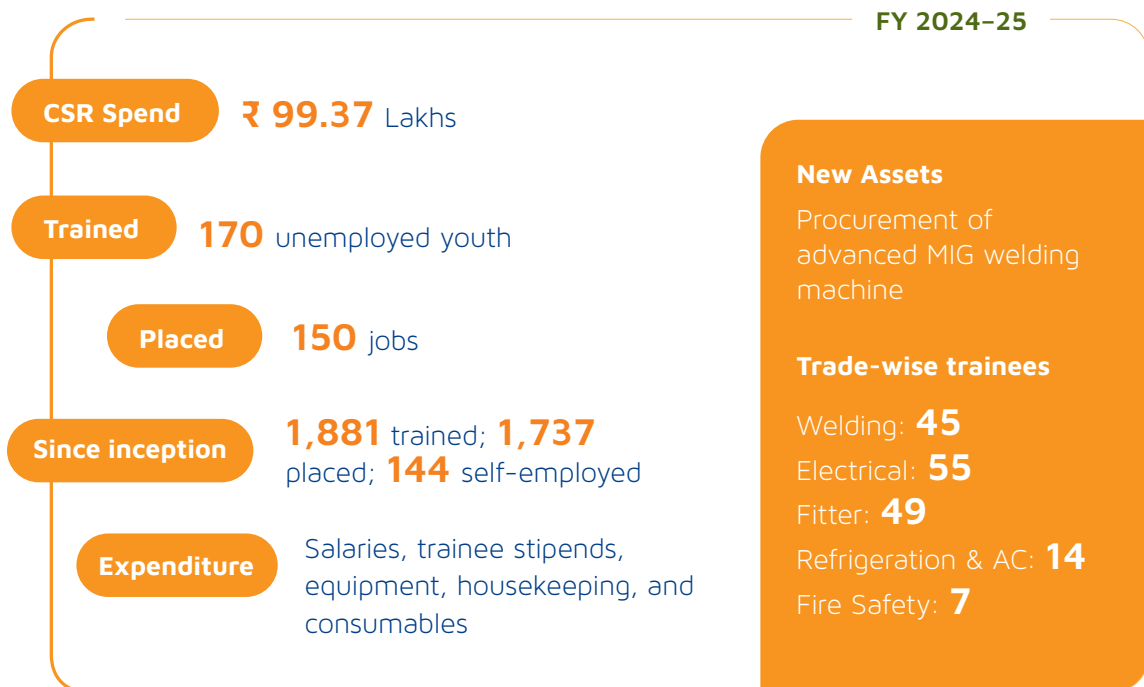 FY 2024–25
CSR Spend
₹ 99.37 Lakhs
Trained
170 unemployed youth
Placed
150 jobs
Since inception
1,881 trained; 1,737
placed; 144 self-employed
Expenditure
Salaries, trainee stipends,
equipment, housekeeping, and
consumables
New Assets
Procurement of
advanced MIG welding
machine
Trade-wise trainees
Welding: 45
Electrical: 55
Fitter: 49
Refrigeration & AC: 14
Fire Safety: 7